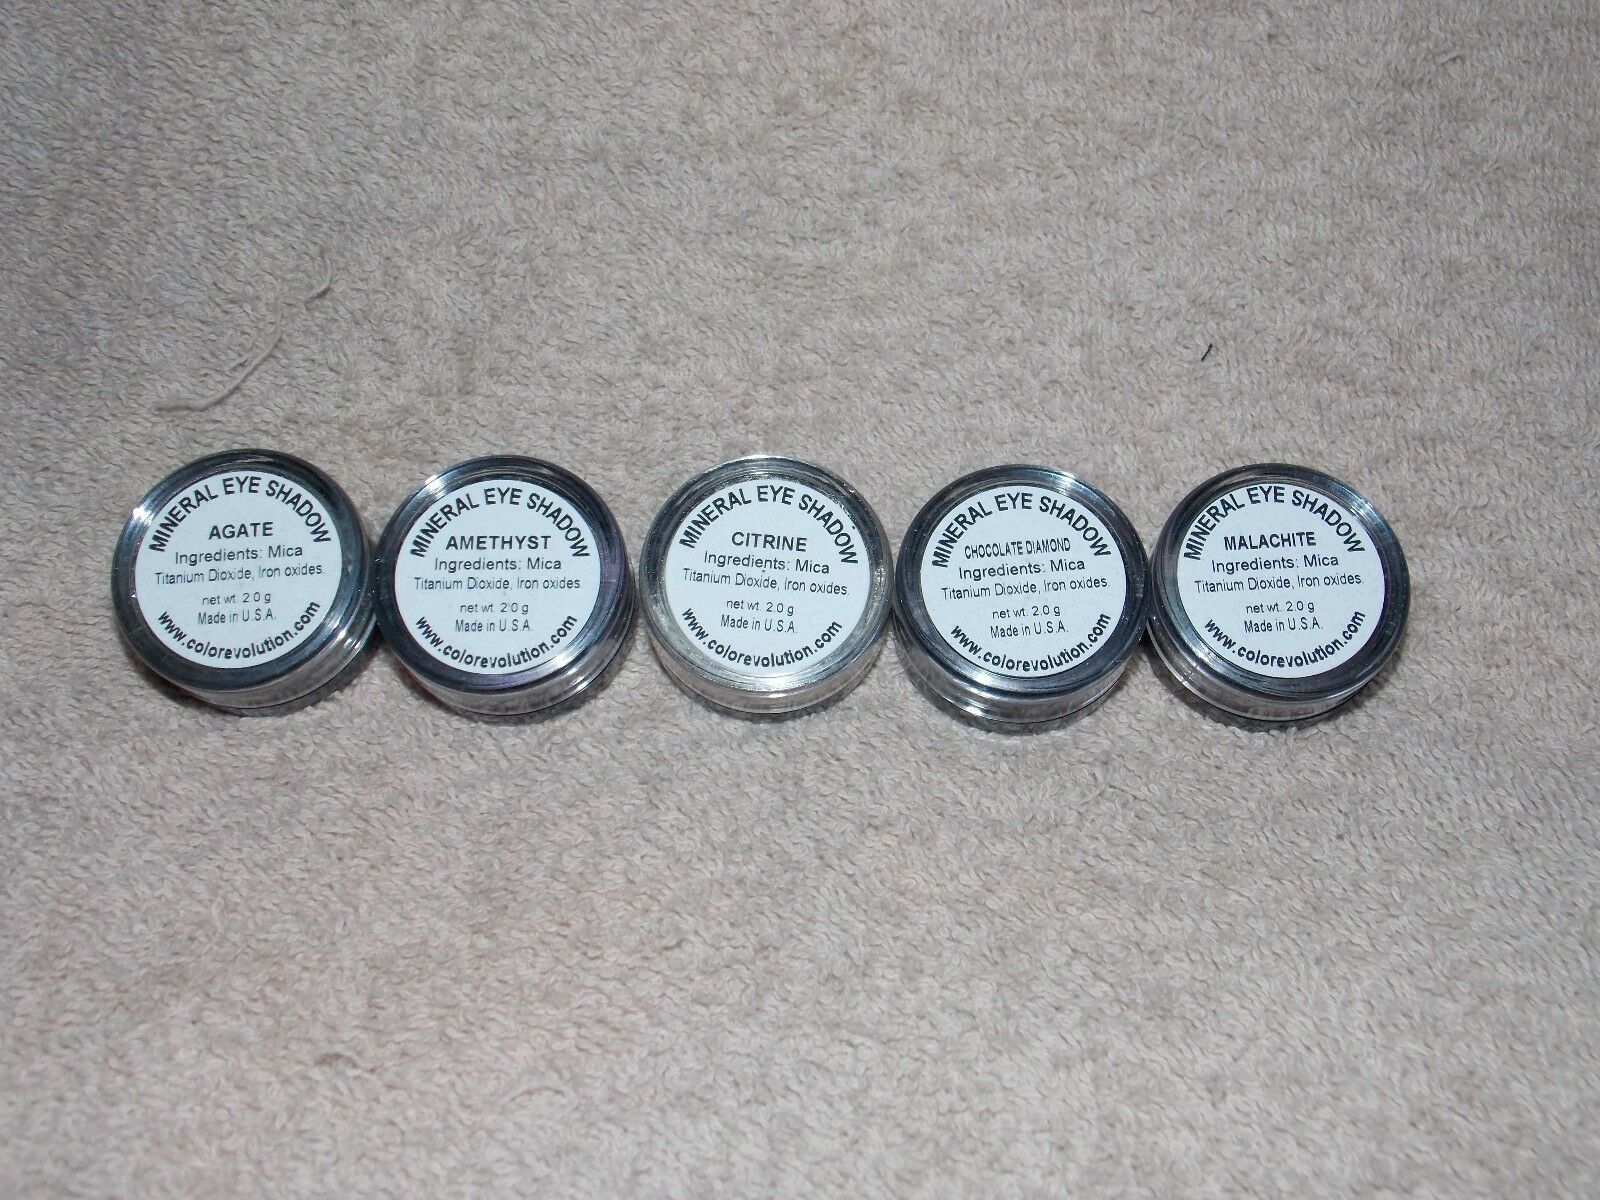 MINERAL EYE SHADOW
AGATE
Ingredients: Mica
Titanium Dioxide, Iron oxides.
net wt. 2.0 g
Made in U.S.A.
www.colorevolution.com
MINERAL EYE SHADOW
AMETHYST
Ingredients: Mica
Titanium Dioxide, Iron oxides.
net wt. 2.0 g
Made in U.S.A.
www.colorevolution.com
MINERAL EYE SHADOW
CITRINE
Ingredients: Mica
Titanium Dioxide, Iron oxides.
net wt. 2.0 g
Made in U.S.A.
www.colorevolution.com
MINERAL EYE SHADOW
CHOCOLATE DIAMOND
Ingredients: Mica
Titanium Dioxide, Iron oxides.
net wt. 2.0 g
Made in U.S.A.
www.colorevolution.com
MINERAL EYE SHADOW
MALACHITE
Ingredients: Mica
Titanium Dioxide, Iron oxides.
net wt. 2.0 g
Made in U.S.A.
www.colorevolution.com